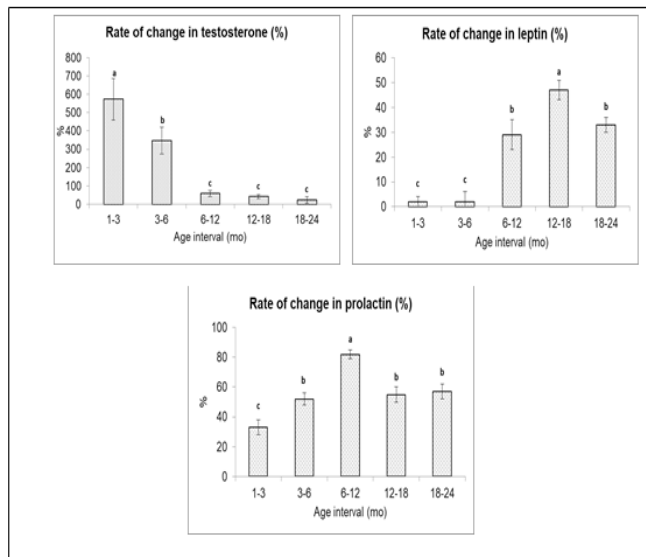 Rate of change in testosterone (%)
800
700
600
500
400
300
200
100
0
%
a
b
c
c
c
1-3 3-6 6-12 12-18 18-24
Age interval (mo)
Rate of change in leptin (%)
60
50
40
30
20
10
0
%
c
c
b
a
b
1-3 3-6 6-12 12-18 18-24
Age interval (mo)
Rate of change in prolactin (%)
100
80
60
40
20
0
%
c
b
a
b
b
1-3 3-6 6-12 12-18 18-24
Age interval (mo)